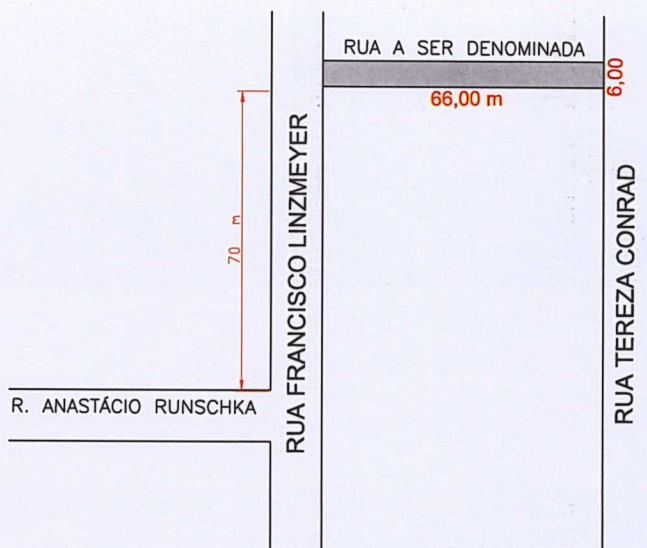 RUA A SER DENOMINADA
66,00 m
6,00
70 m
RUA FRANCISCO LINZMEYER
RUA TEREZA CONRAD
R. ANASTÁCIO RUNSCHKA